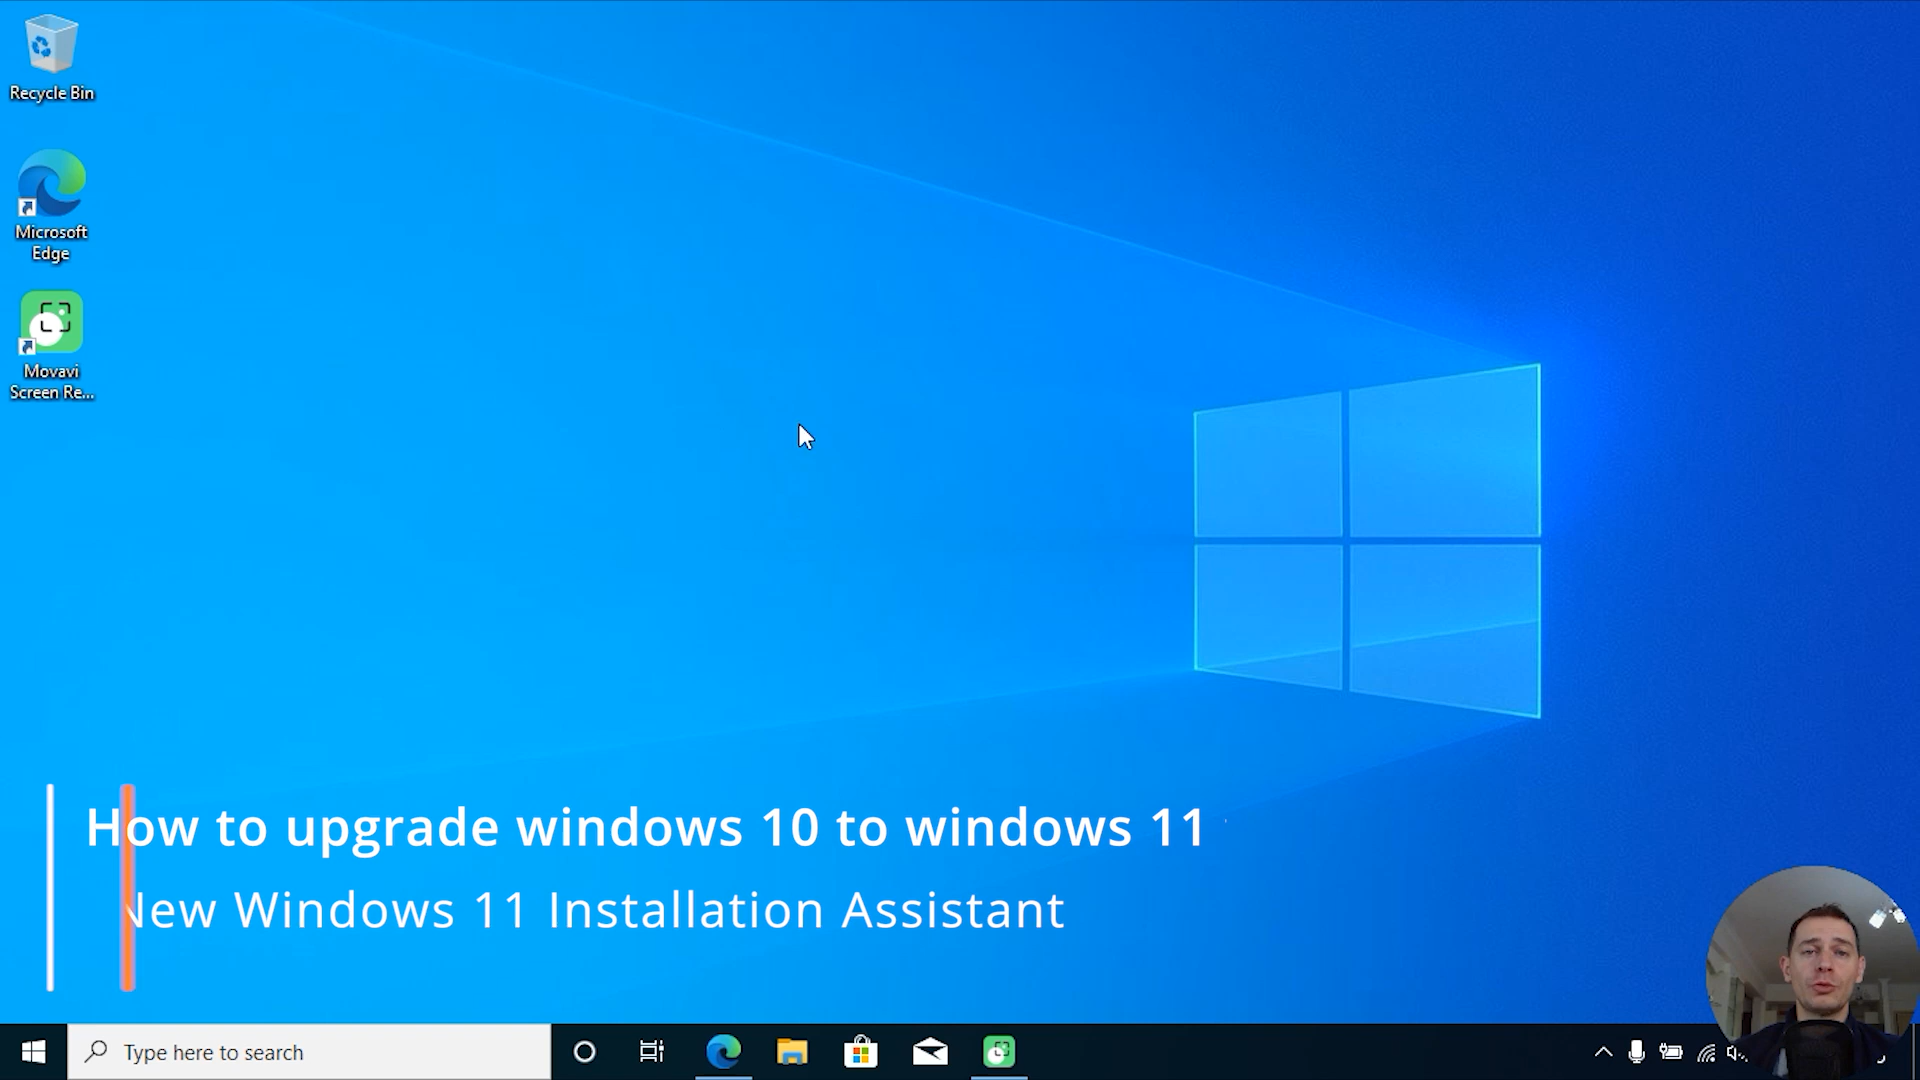 Recycle Bin
Microsoft
Edge
Movavi
Screen Re...
How to upgrade windows 10 to windows 11
New Windows 11 Installation Assistant
Type here to search